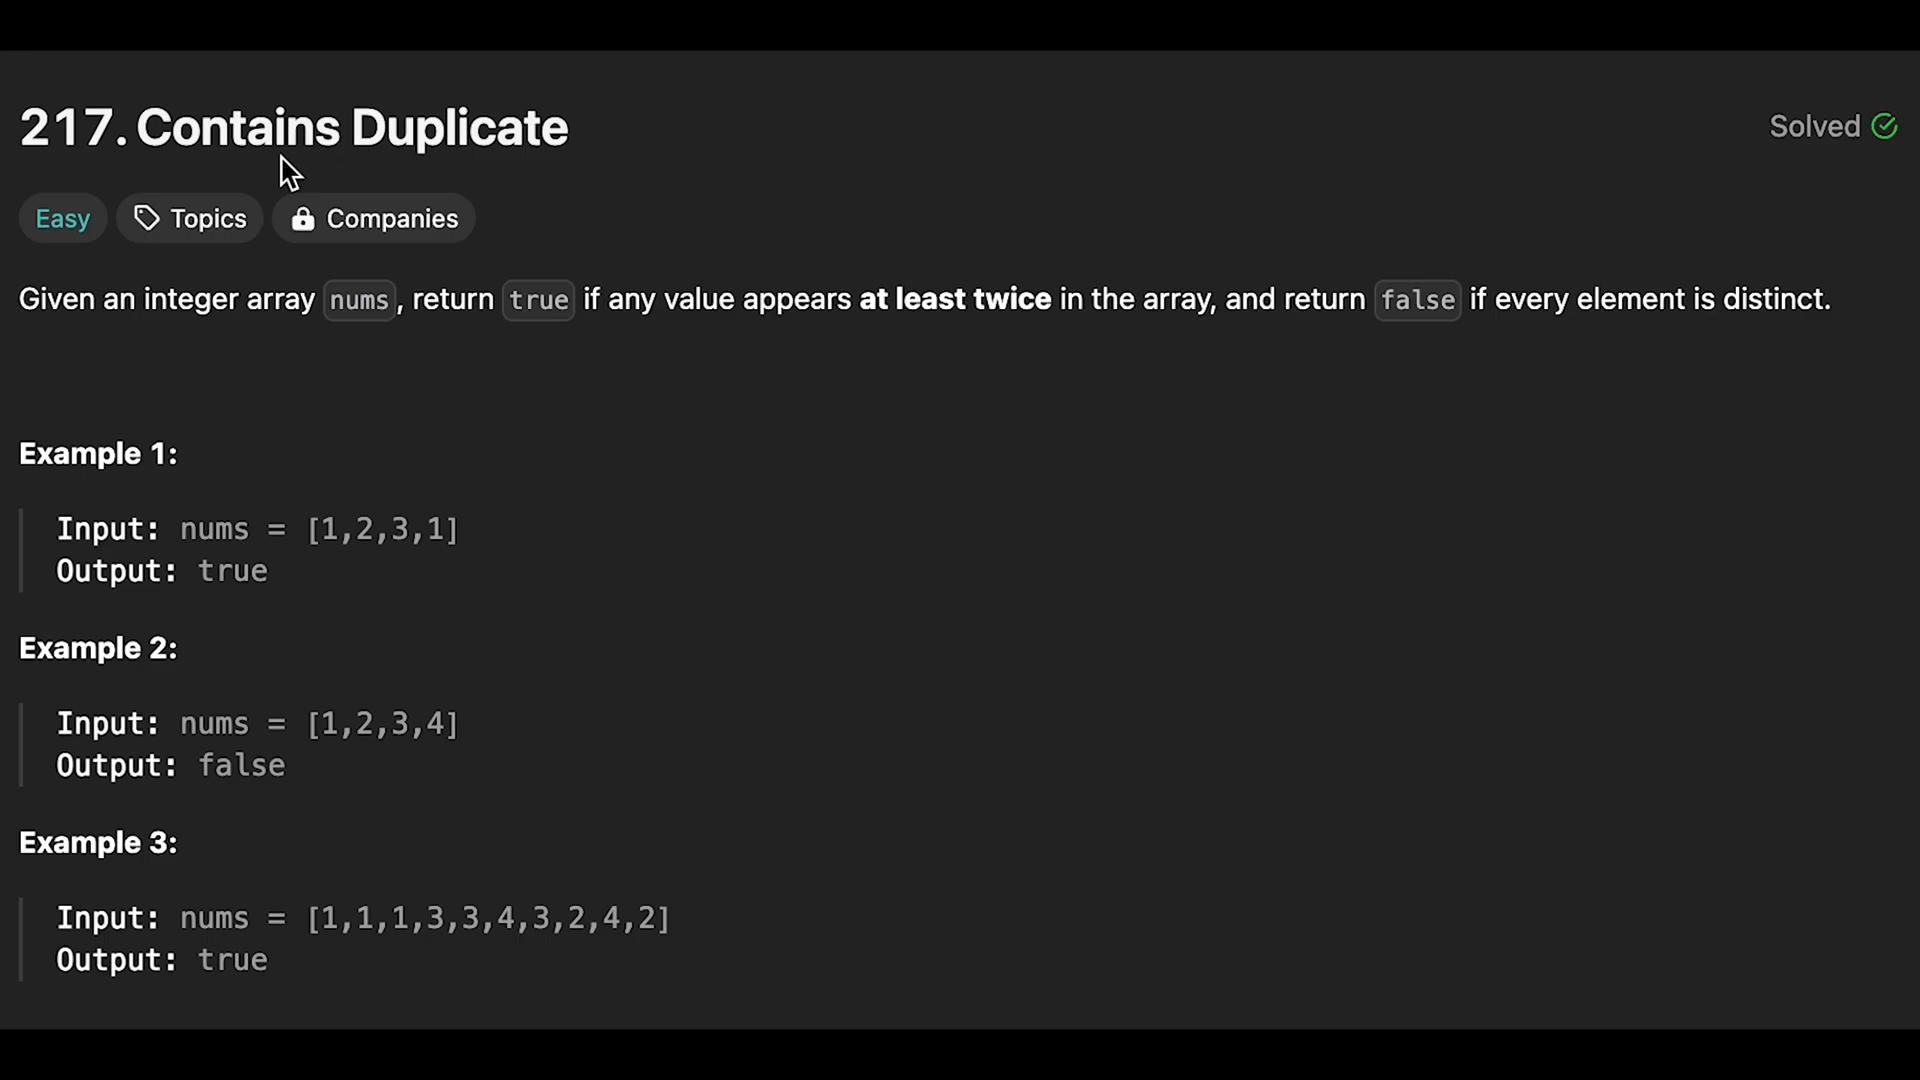 217. Contains Duplicate
Solved
Easy Topics Companies
Given an integer array nums, return true if any value appears at least twice in the array, and return false if every element is distinct.
Example 1:
Input: nums = [1,2,3,1]
Output: true
Example 2:
Input: nums = [1,2,3,4]
Output: false
Example 3:
Input: nums = [1,1,1,3,3,4,3,2,4,2]
Output: true